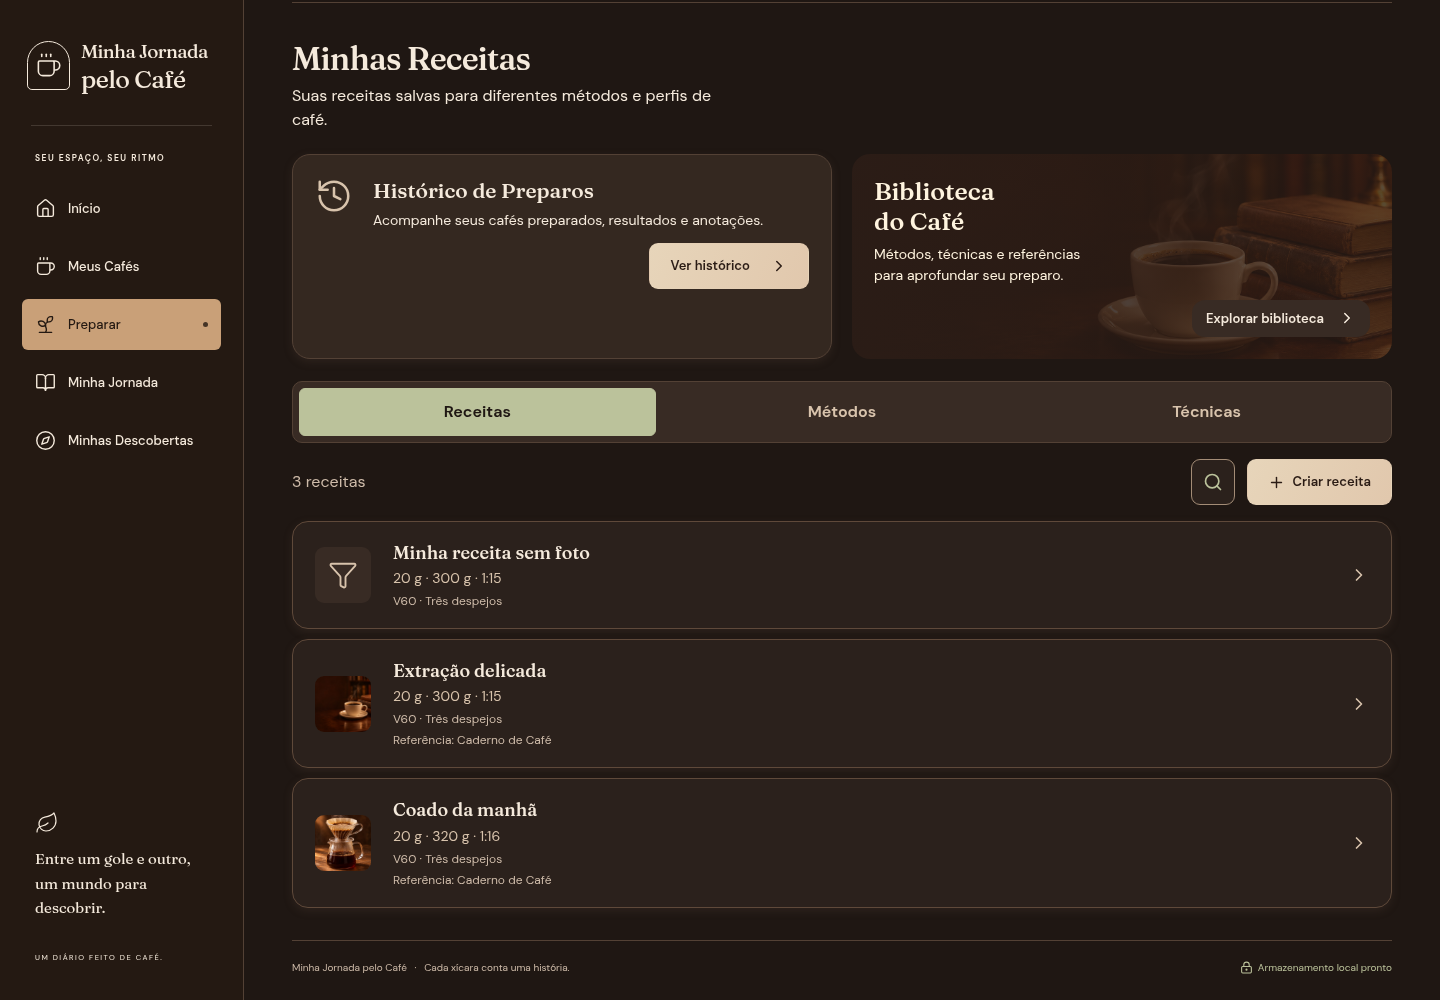 Minha Jornada
pelo Café
SEU ESPAÇO, SEU RITMO
Início
Meus Cafés
Preparar
Minha Jornada
Minhas Descobertas
Entre um gole e outro,
um mundo para
descobrir.
UM DIÁRIO FEITO DE CAFÉ.
Minhas Receitas
Suas receitas salvas para diferentes métodos e perfis de
café.
Histórico de Preparos
Acompanhe seus cafés preparados, resultados e anotações.
Ver histórico
Biblioteca
do Café
Métodos, técnicas e referências
para aprofundar seu preparo.
Explorar biblioteca
Receitas
Métodos
Técnicas
3 receitas
Criar receita
Minha receita sem foto
20 g · 300 g · 1:15
V60 · Três despejos
Extração delicada
20 g · 300 g · 1:15
V60 · Três despejos
Referência: Caderno de Café
Coado da manhã
20 g · 320 g · 1:16
V60 · Três despejos
Referência: Caderno de Café
Minha Jornada pelo Café · Cada xícara conta uma história.
Armazenamento local pronto